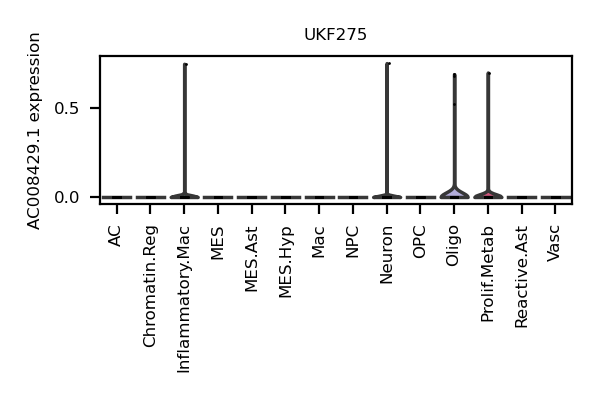 UKF275
AC008429.1 expression
0.5
0.0
AC
Chromatin.Reg
Inflammatory.Mac
MES
MES.Ast
MES.Hyp
Mac
NPC
Neuron
OPC
Oligo
Prolif.Metab
Reactive.Ast
Vasc